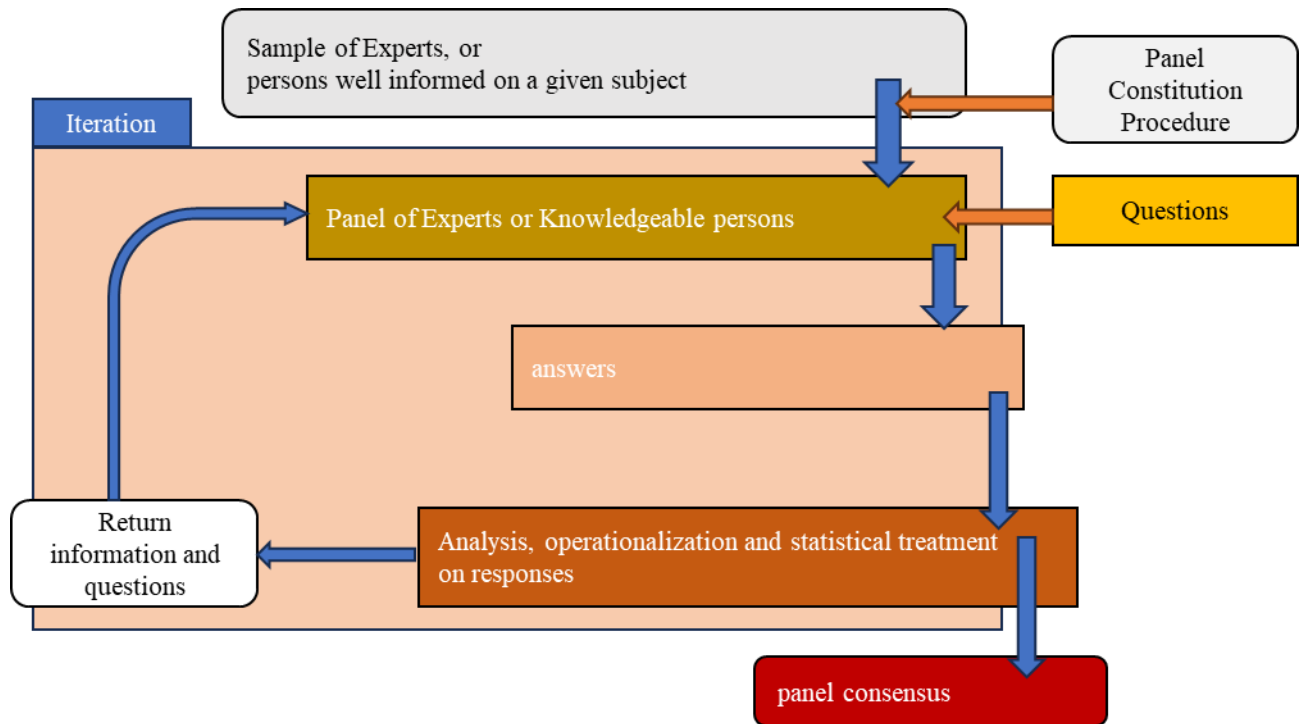 Sample of Experts, or
persons well informed on a given subject
Panel
Constitution
Procedure
Iteration
Panel of Experts or Knowledgeable persons
Questions
answers
Return
information and
questions
Analysis, operationalization and statistical treatment
on responses
panel consensus